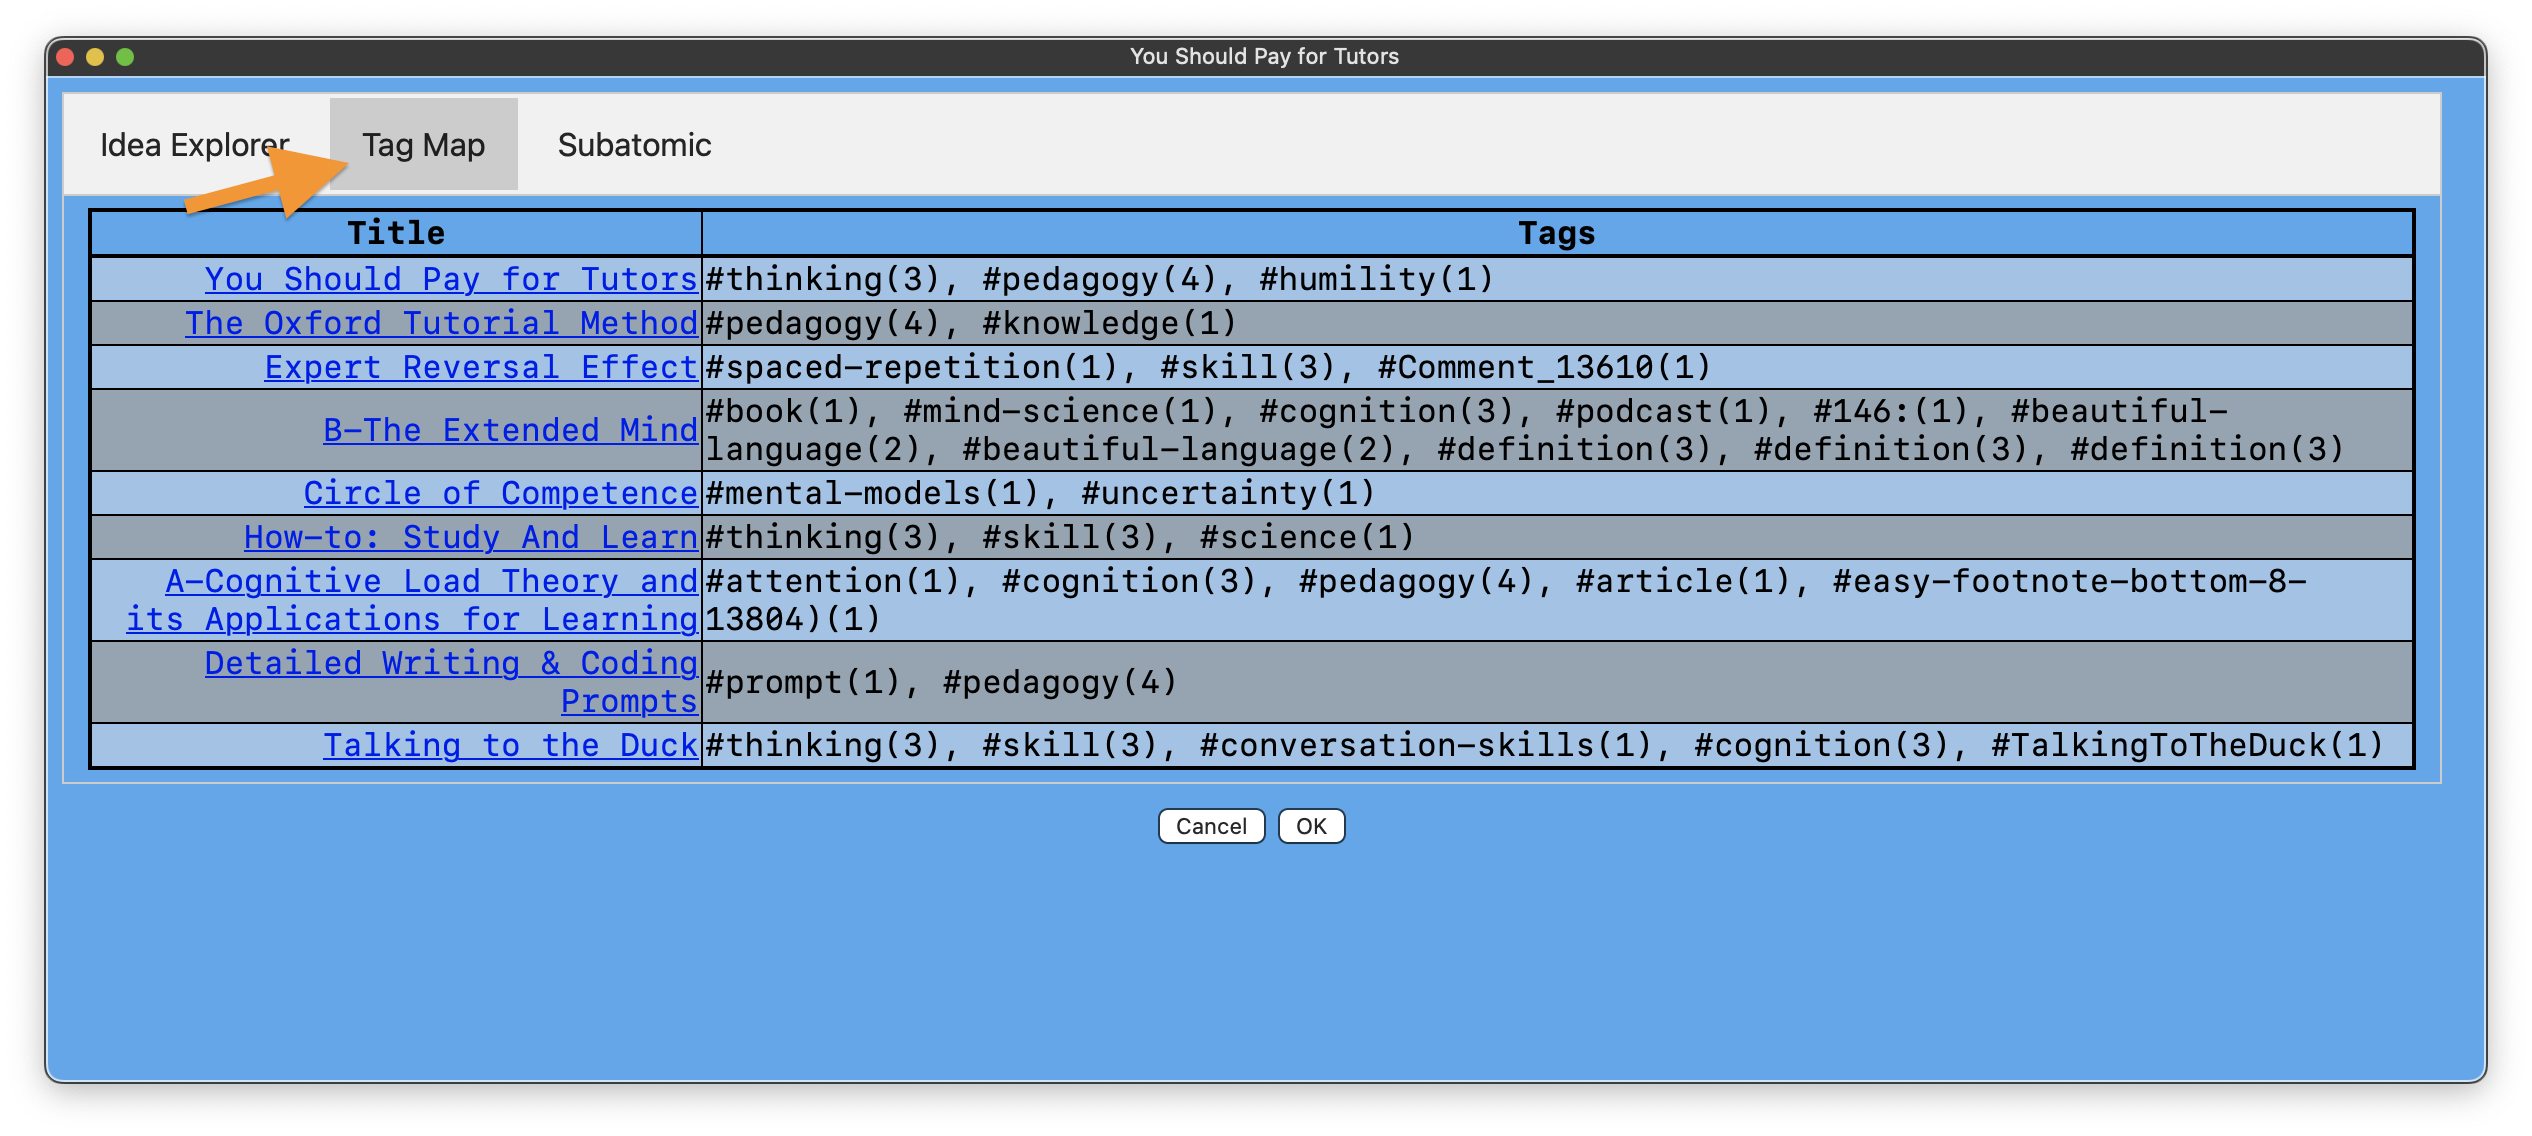 You Should Pay for Tutors
Idea Explorer Tag Map Subatomic
Title Tags
You Should Pay for Tutors #thinking(3), #pedagogy(4), #humility(1)
The Oxford Tutorial Method #pedagogy(4), #knowledge(1)
Expert Reversal Effect #spaced-repetition(1), #skill(3), #Comment_13610(1)
B-The Extended Mind #book(1), #mind-science(1), #cognition(3), #podcast(1), #146:(1), #beautiful-
language(2), #beautiful-language(2), #definition(3), #definition(3), #definition(3)
Circle of Competence #mental-models(1), #uncertainty(1)
How-to: Study And Learn #thinking(3), #skill(3), #science(1)
A-Cognitive Load Theory and #attention(1), #cognition(3), #pedagogy(4), #article(1), #easy-footnote-bottom-8-
its Applications for Learning 13804)(1)
Detailed Writing & Coding
Prompts #prompt(1), #pedagogy(4)
Talking to the Duck #thinking(3), #skill(3), #conversation-skills(1), #cognition(3), #TalkingToTheDuck(1)
Cancel OK